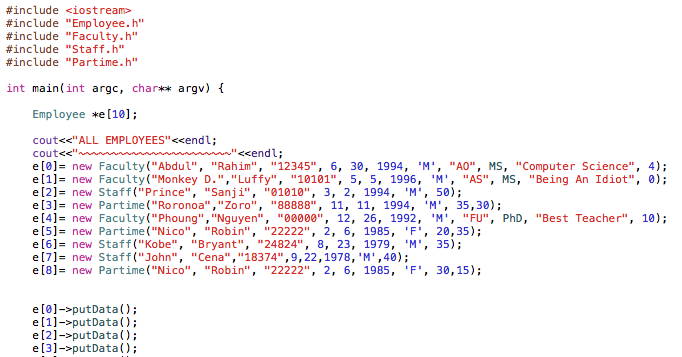 #include <iostream>
#include "Employee.h"
#include "Faculty.h"
#include "Staff.h"
#include "Partime.h"
int main(int argc, char** argv) {
Employee *e[10];
cout<<"ALL EMPLOYEES"<<endl;
cout<<"~~~~~~~~~~~~~~~~~~~~~~~"<<endl;
e[0]= new Faculty("Abdul", "Rahim", "12345", 6, 30, 1994, 'M', "AO", MS, "Computer Science", 4);
e[1]= new Faculty("Monkey D.","Luffy", "10101", 5, 5, 1996, 'M', "AS", MS, "Being An Idiot", 0);
e[2]= new Staff("Prince", "Sanji", "01010", 3, 2, 1994, 'M', 50);
e[3]= new Partime("Roronoa","Zoro", "88888", 11, 11, 1994, 'M', 35,30);
e[4]= new Faculty("Phoung","Nguyen", "00000", 12, 26, 1992, 'M', "FU", PhD, "Best Teacher", 10);
e[5]= new Partime("Nico", "Robin", "22222", 2, 6, 1985, 'F', 20,35);
e[6]= new Staff("Kobe", "Bryant", "24824", 8, 23, 1979, 'M', 35);
e[7]= new Staff("John", "Cena","18374",9,22,1978,'M',40);
e[8]= new Partime("Nico", "Robin", "22222", 2, 6, 1985, 'F', 30,15);
e[0]->putData();
e[1]->putData();
e[2]->putData();
e[3]->putData();